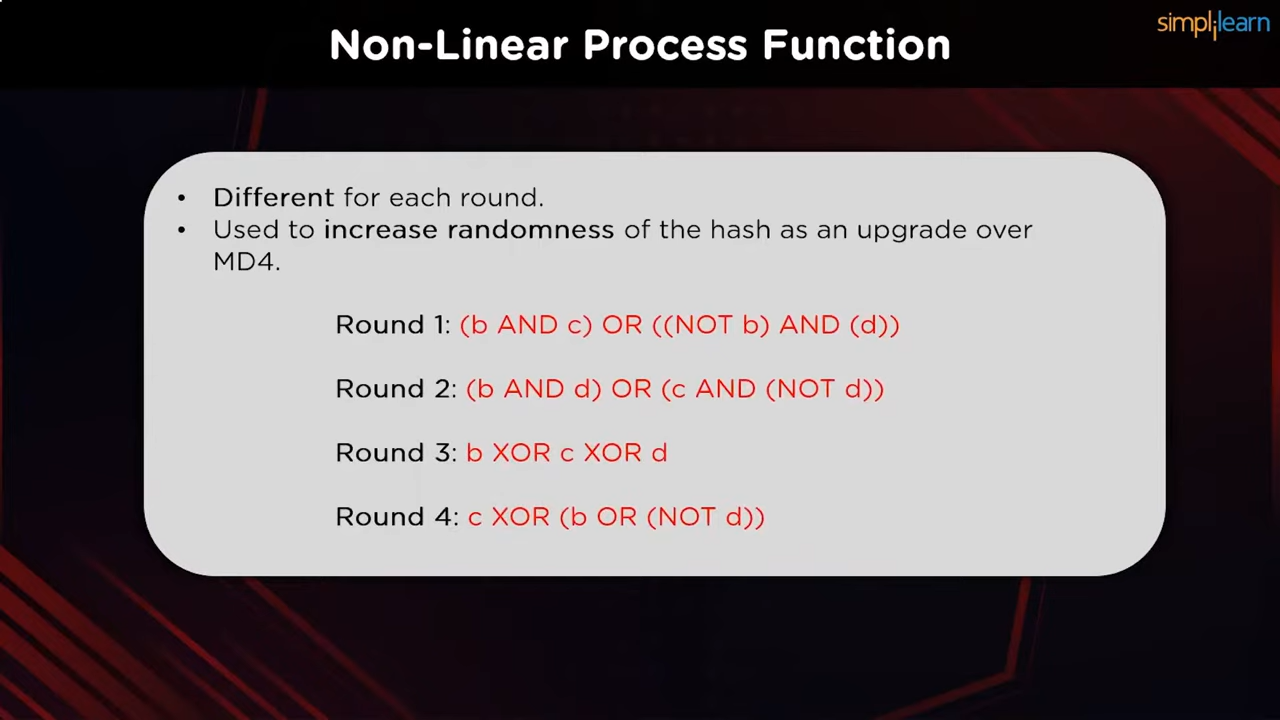 Non-Linear Process Function
simplilearn
• Different for each round.
• Used to increase randomness of the hash as an upgrade over
MD4.
Round 1: (b AND c) OR ((NOT b) AND (d))
Round 2: (b AND d) OR (c AND (NOT d))
Round 3: b XOR c XOR d
Round 4: c XOR (b OR (NOT d))